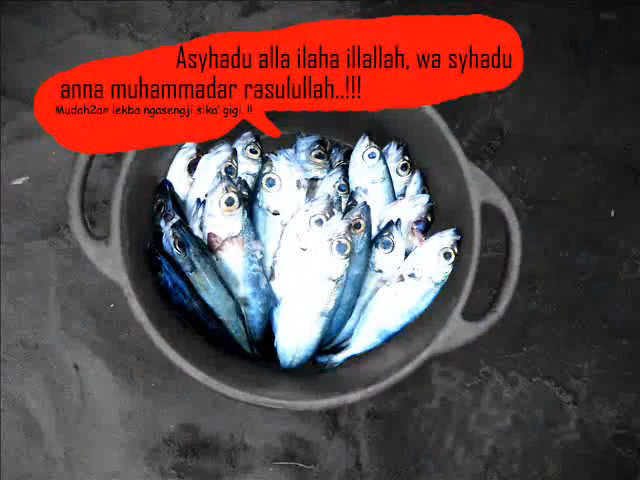 Asyhadu alla ilaha illallah, wa syhadu
anna muhammadar rasulullah..!!!
Mudah2an lekba ngasengji sika' gigi !!